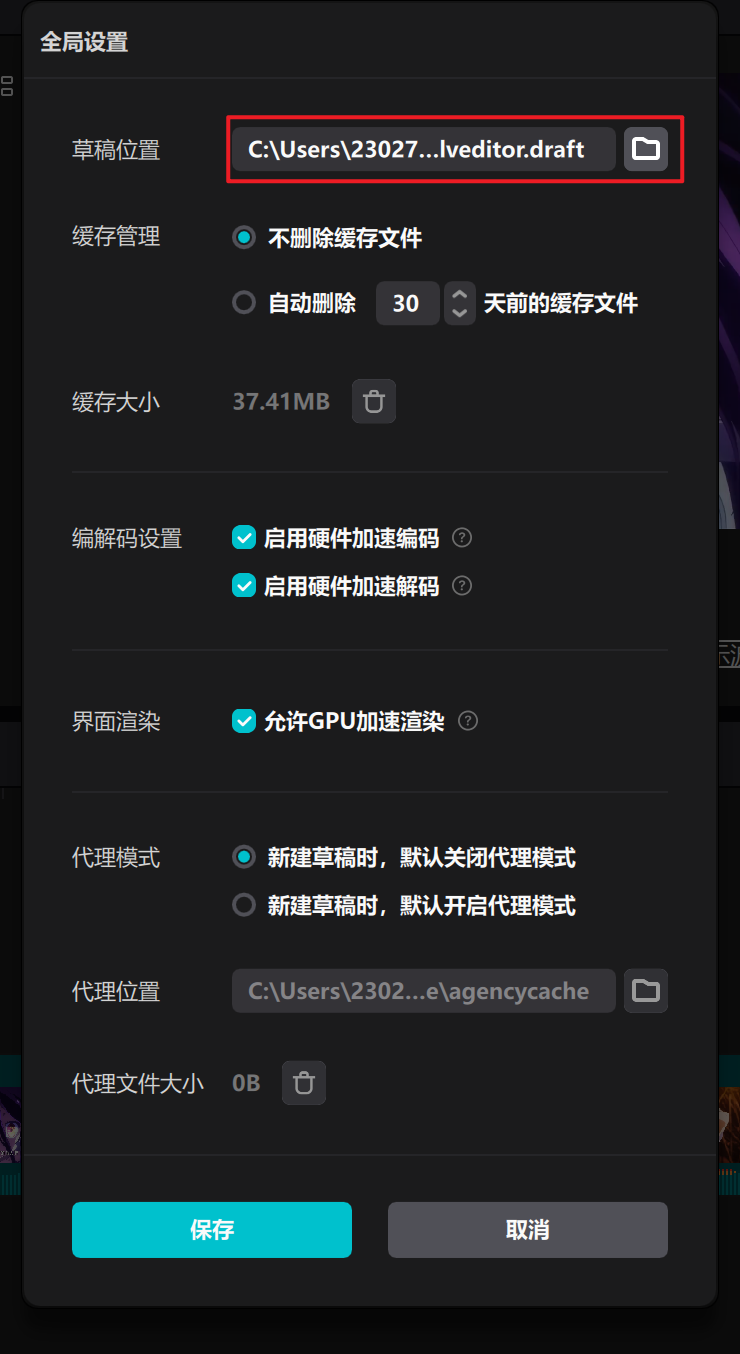 全局设置
草稿位置 C:\Users\23027...lveditor.draft
缓存管理 不删除缓存文件
自动删除 30 天前的缓存文件
缓存大小 37.41MB
编解码设置 启用硬件加速编码 ?
启用硬件加速解码 ?
界面渲染 允许GPU加速渲染 ?
代理模式 新建草稿时，默认关闭代理模式
新建草稿时，默认开启代理模式
代理位置 C:\Users\2302...e\agencycache
代理文件大小 0B
保存 取消